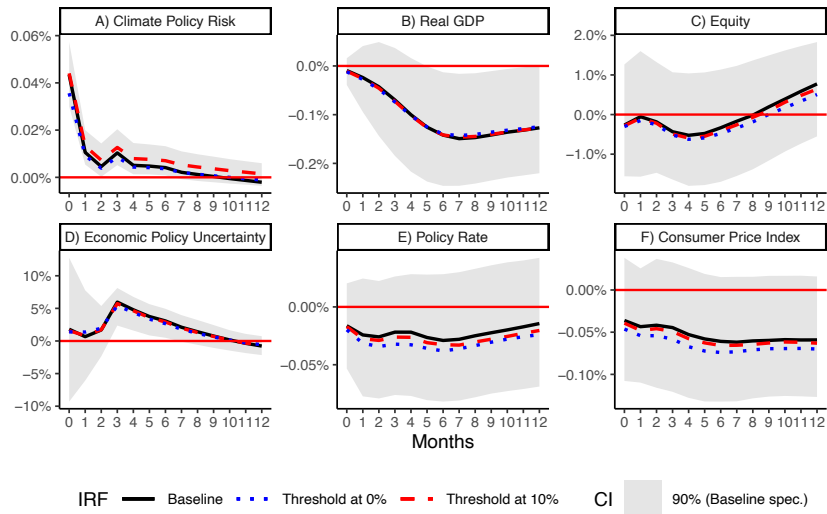 A) Climate Policy Risk
B) Real GDP
C) Equity
0.06%
0.04%
0.02%
0.00%
0 1 2 3 4 5 6 7 8 9 10 11 12
0.0%
−0.1%
−0.2%
0 1 2 3 4 5 6 7 8 9 10 11 12
2.0%
1.0%
0.0%
−1.0%
0 1 2 3 4 5 6 7 8 9 10 11 12
D) Economic Policy Uncertainty
E) Policy Rate
F) Consumer Price Index
10%
5%
0%
−5%
−10%
0 1 2 3 4 5 6 7 8 9 10 11 12
0.00%
−0.05%
0 1 2 3 4 5 6 7 8 9 10 11 12
0.00%
−0.05%
−0.10%
0 1 2 3 4 5 6 7 8 9 10 11 12
Months
IRF Baseline Threshold at 0% Threshold at 10% CI 90% (Baseline spec.)